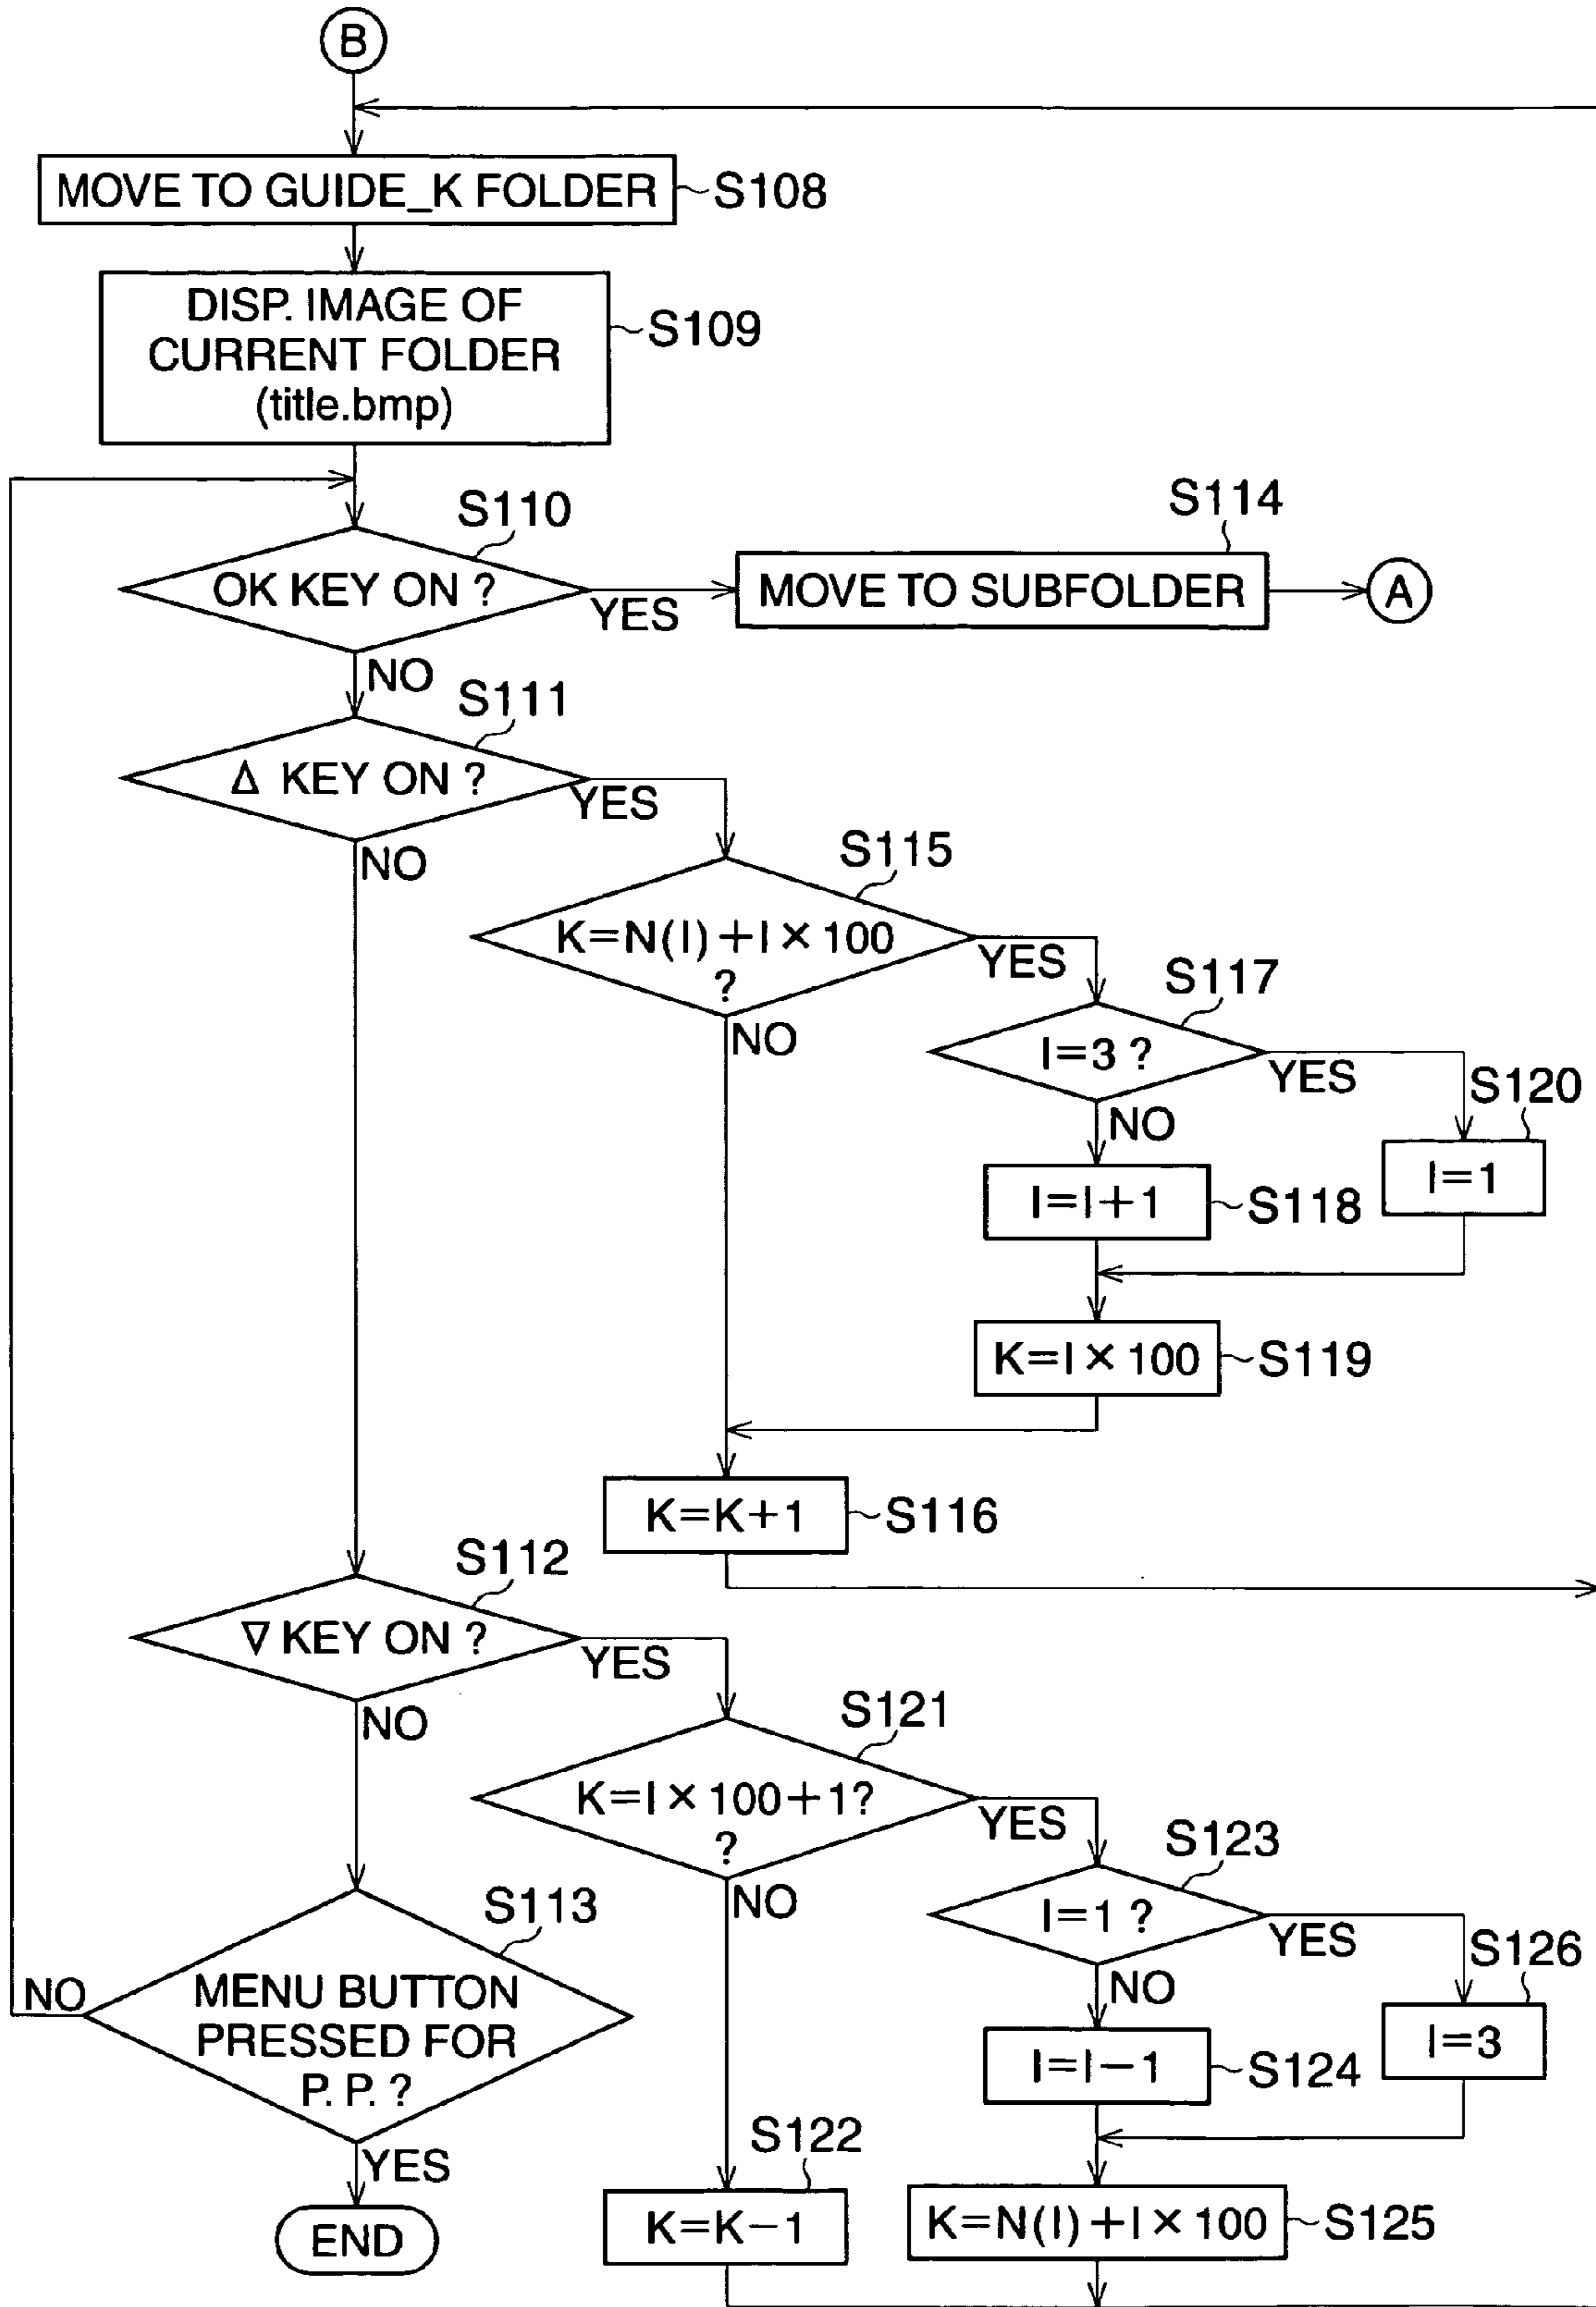 B
MOVE TO GUIDE_K FOLDER
S108
DISP. IMAGE OF
CURRENT FOLDER
(title.bmp)
S109
S110
OK KEY ON ?
YES
NO
S114
MOVE TO SUBFOLDER
A
S111
Δ KEY ON ?
YES
NO
S115
K=N(I)+I×100
?
YES
NO
S117
I=3 ?
YES
NO
S120
I=1
I=I+1
S118
K=I×100
S119
K=K+1
S116
S112
∇ KEY ON ?
YES
NO
S121
K=I×100+1?
?
YES
NO
S123
I=1 ?
YES
NO
S126
I=3
I=I−1
S124
S113
MENU BUTTON
PRESSED FOR
P. P. ?
NO
YES
END
S122
K=K−1
K=N(I)+I×100
S125